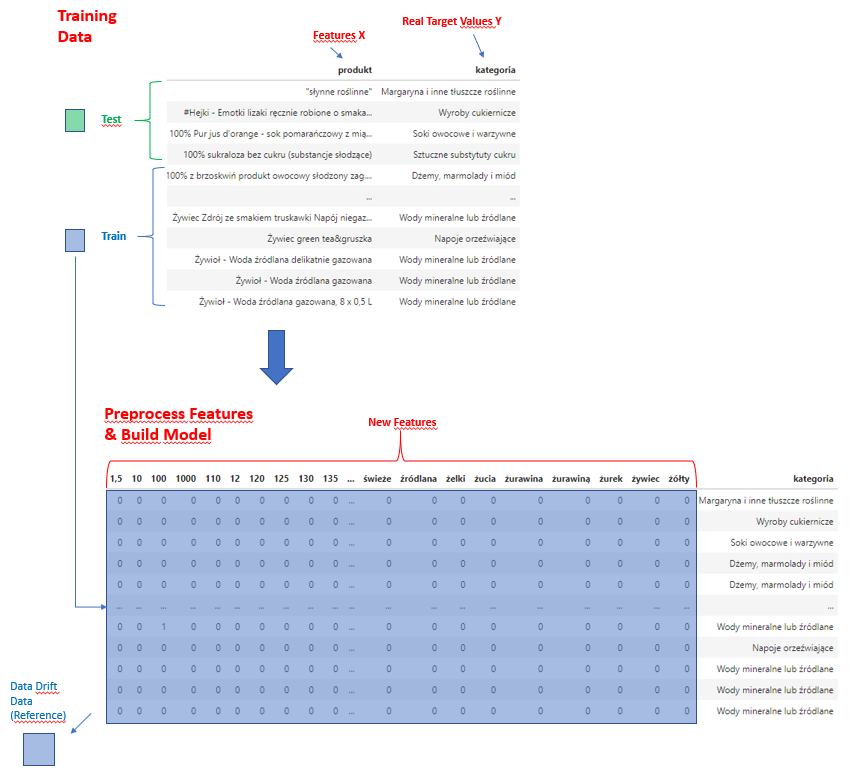 Training
Data
Features X
Real Target Values Y
produkt kategoria
"słynne roślinne" Margaryna i inne tłuszcze roślinne
Test
#Hejki - Emotki lizaki ręcznie robione o smaka... Wyroby cukiernicze
100% Pur jus d'orange - sok pomarańczowy z mią... Soki owocowe i warzywne
100% sukraloza bez cukru (substancje słodzące) Sztuczne substytuty cukru
100% z brzoskwiń produkt owocowy słodzony zag.... Dżemy, marmolady i miód
... ...
Train
Żywiec Zdrój ze smakiem truskawki Napój niegaz... Wody mineralne lub źródlane
Żywiec green tea&gruszka Napoje orzeźwiające
Żywioł - Woda źródlana delikatnie gazowana Wody mineralne lub źródlane
Żywioł - Woda źródlana gazowana Wody mineralne lub źródlane
Żywioł - Woda źródlana gazowana, 8 x 0,5 L Wody mineralne lub źródlane
Preprocess Features
& Build Model
New Features
1,5 10 100 1000 110 12 120 125 130 135 ... świeże źródlana żelki żucia żurawina żurawiną żurek żywiec żółty kategoria
0 0 0 0 0 0 0 0 0 0 ... 0 0 0 0 0 0 0 0 0 Margaryna i inne tłuszcze roślinne
0 0 0 0 0 0 0 0 0 0 ... 0 0 0 0 0 0 0 0 0 Wyroby cukiernicze
0 0 0 0 0 0 0 0 0 0 ... 0 0 0 0 0 0 0 0 0 Soki owocowe i warzywne
0 0 0 0 0 0 0 0 0 0 ... 0 0 0 0 0 0 0 0 0 Dżemy, marmolady i miód
0 0 0 0 0 0 0 0 0 0 ... 0 0 0 0 0 0 0 0 0 Dżemy, marmolady i miód
... ... ... ... ... ... ... ... ... ... ... ... ... ... ... ... ... ... ... ... ...
0 0 1 0 0 0 0 0 0 0 ... 0 0 0 0 0 0 0 0 0 Wody mineralne lub źródlane
0 0 0 0 0 0 0 0 0 0 ... 0 0 0 0 0 0 0 0 0 Napoje orzeźwiające
0 0 0 0 0 0 0 0 0 0 ... 0 0 0 0 0 0 0 0 0 Wody mineralne lub źródlane
0 0 0 0 0 0 0 0 0 0 ... 0 0 0 0 0 0 0 0 0 Wody mineralne lub źródlane
0 0 0 0 0 0 0 0 0 0 ... 0 0 0 0 0 0 0 0 0 Wody mineralne lub źródlane
Data Drift
Data
(Reference)